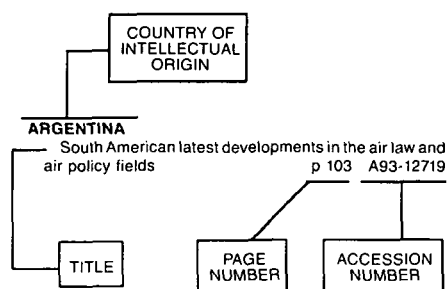 COUNTRY OF
INTELLECTUAL
ORIGIN
ARGENTINA
South American latest developments in the air law and
air policy fields p 103 A93-12719
TITLE
PAGE
NUMBER
ACCESSION
NUMBER